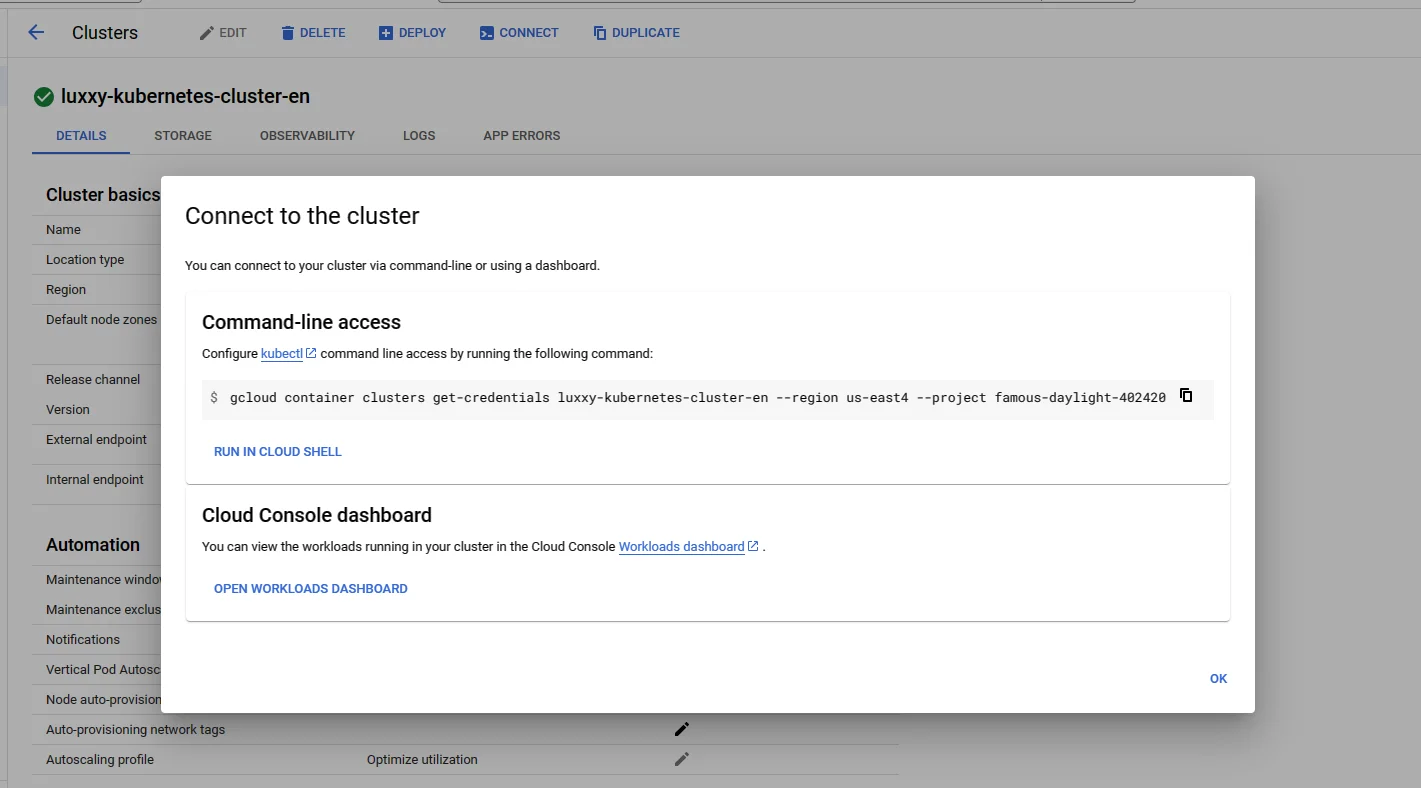 Clusters
EDIT
DELETE
DEPLOY
CONNECT
DUPLICATE
luxxy-kubernetes-cluster-en
DETAILS
STORAGE
OBSERVABILITY
LOGS
APP ERRORS
Cluster basics
Name
Location type
Region
Default node zones
Release channel
Version
External endpoint
Internal endpoint
Automation
Maintenance window
Maintenance exclus
Notifications
Vertical Pod Autosc
Node auto-provision
Auto-provisioning network tags
Autoscaling profile Optimize utilization
Connect to the cluster
You can connect to your cluster via command-line or using a dashboard.
Command-line access
Configure kubectl command line access by running the following command:
$ gcloud container clusters get-credentials luxxy-kubernetes-cluster-en --region us-east4 --project famous-daylight-402420
RUN IN CLOUD SHELL
Cloud Console dashboard
You can view the workloads running in your cluster in the Cloud Console Workloads dashboard .
OPEN WORKLOADS DASHBOARD
OK